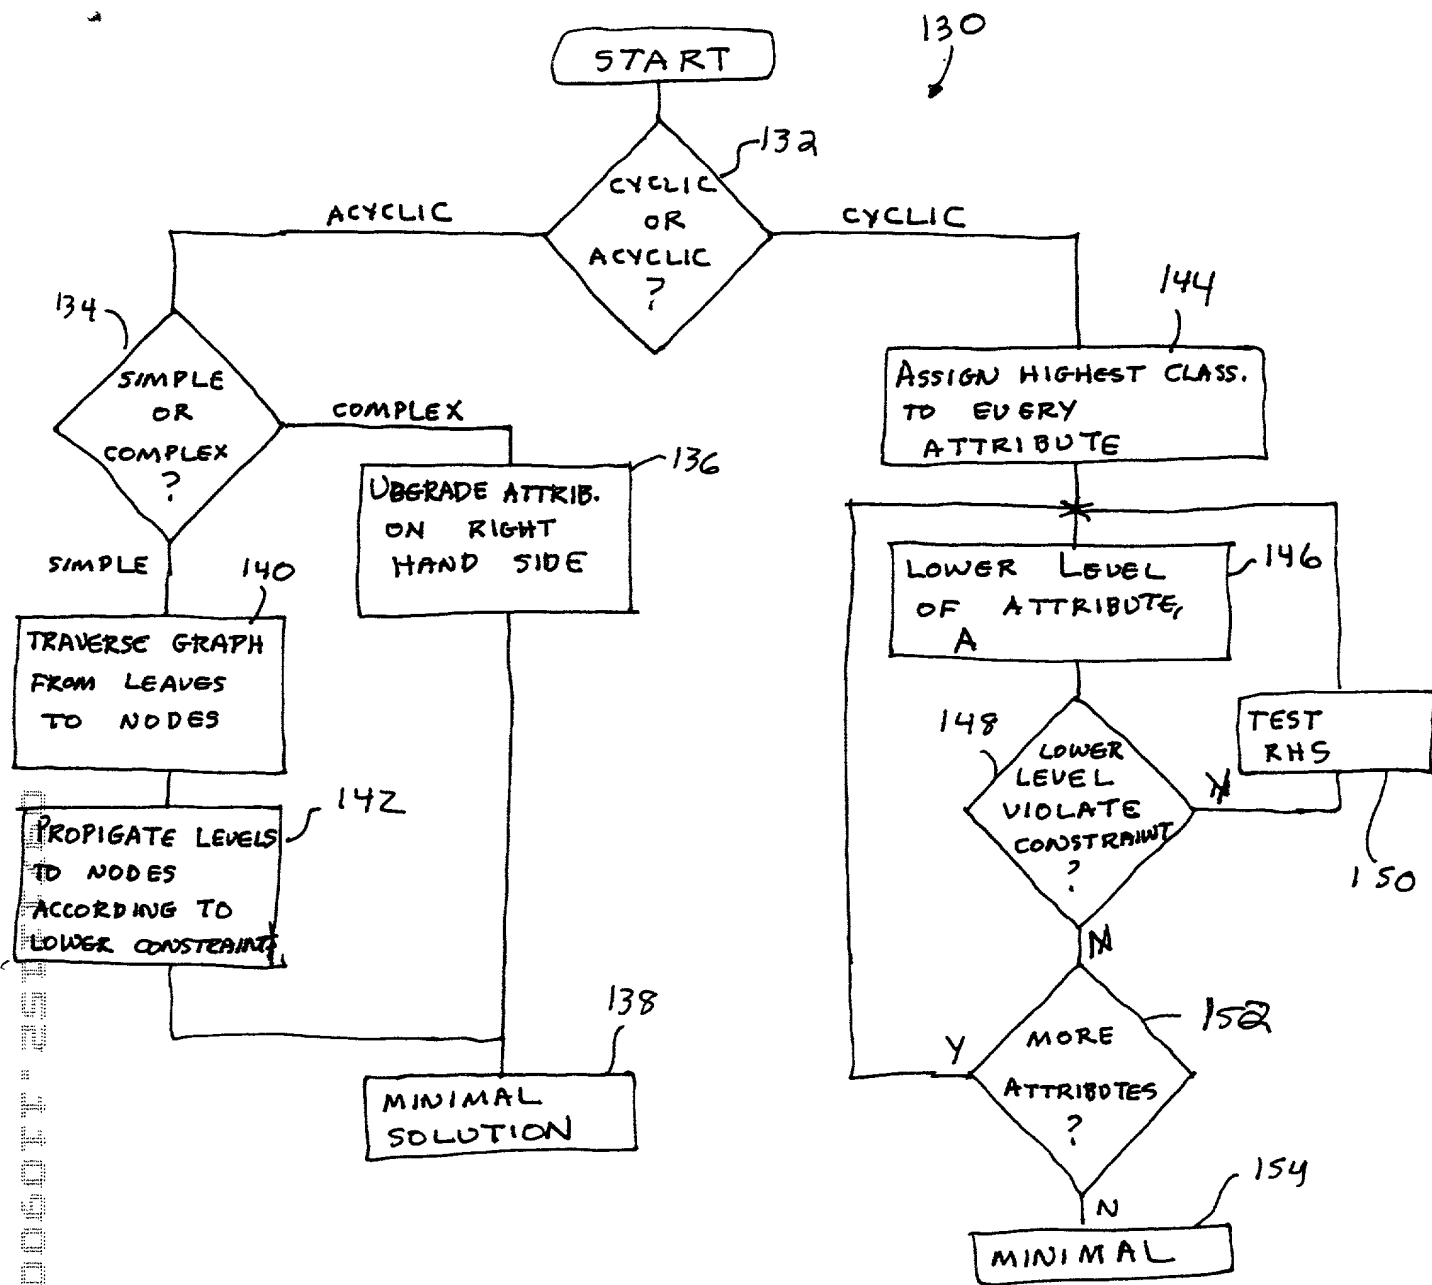 130
START
132
CYCLIC
OR
ACYCLIC
?
ACYCLIC
CYCLIC
134
SIMPLE
OR
COMPLEX
?
COMPLEX
SIMPLE
136
UBGRADE ATTRIB.
ON RIGHT
HAND SIDE
140
TRAVERSE GRAPH
FROM LEAVES
TO NODES
142
PROPIGATE LEVELS
TO NODES
ACCORDING TO
LOWER CONSTRAINT
138
MINIMAL
SOLUTION
144
ASSIGN HIGHEST CLASS.
TO EVERY
ATTRIBUTE
146
LOWER LEVEL
OF ATTRIBUTE,
A
148
LOWER
LEVEL
VIOLATE
CONSTRAINT
?
TEST
RHS
150
152
MORE
ATTRIBUTES
?
Y
N
154
MINIMAL